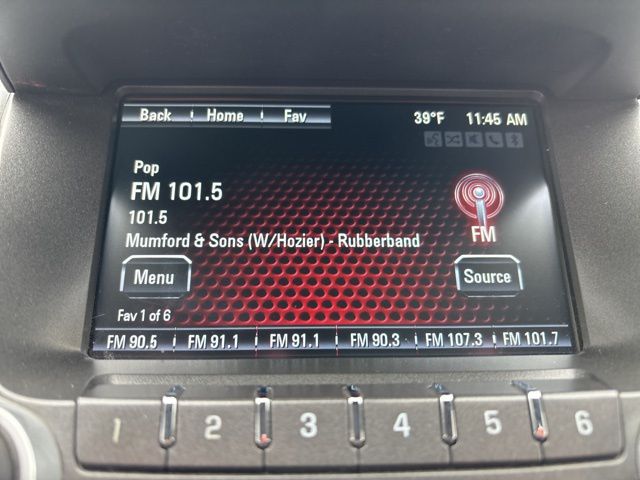 Back Home Fav 39°F 11:45 AM
Pop
FM 101.5
101.5
Mumford & Sons (W/Hozier) - Rubberband
FM
Menu Source
Fav 1 of 6
FM 90.5 FM 91.1 FM 91.1 FM 90.3 FM 107.3 FM 101.7
1 2 3 4 5 6